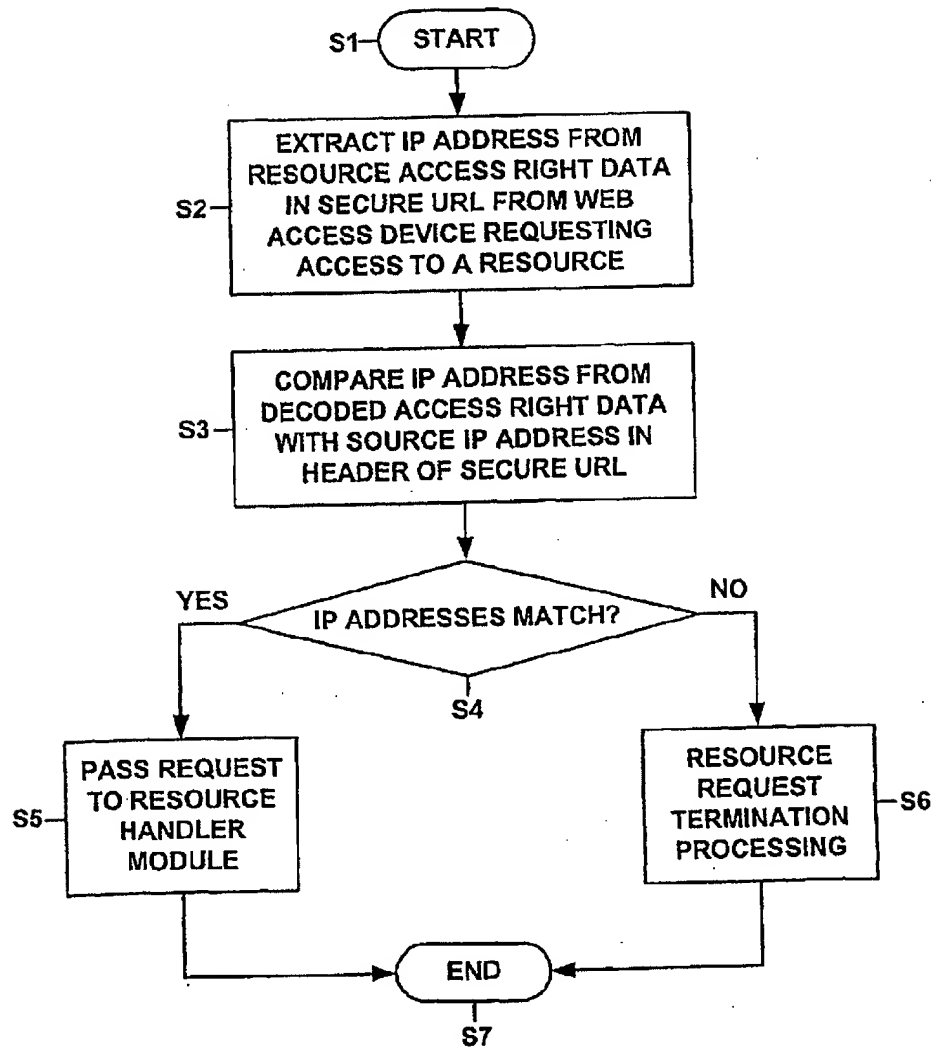 S1
START
S2
EXTRACT IP ADDRESS FROM
RESOURCE ACCESS RIGHT DATA
IN SECURE URL FROM WEB
ACCESS DEVICE REQUESTING
ACCESS TO A RESOURCE
S3
COMPARE IP ADDRESS FROM
DECODED ACCESS RIGHT DATA
WITH SOURCE IP ADDRESS IN
HEADER OF SECURE URL
YES
IP ADDRESSES MATCH?
NO
S4
S5
PASS REQUEST
TO RESOURCE
HANDLER
MODULE
RESOURCE
REQUEST
TERMINATION
PROCESSING
S6
END
S7